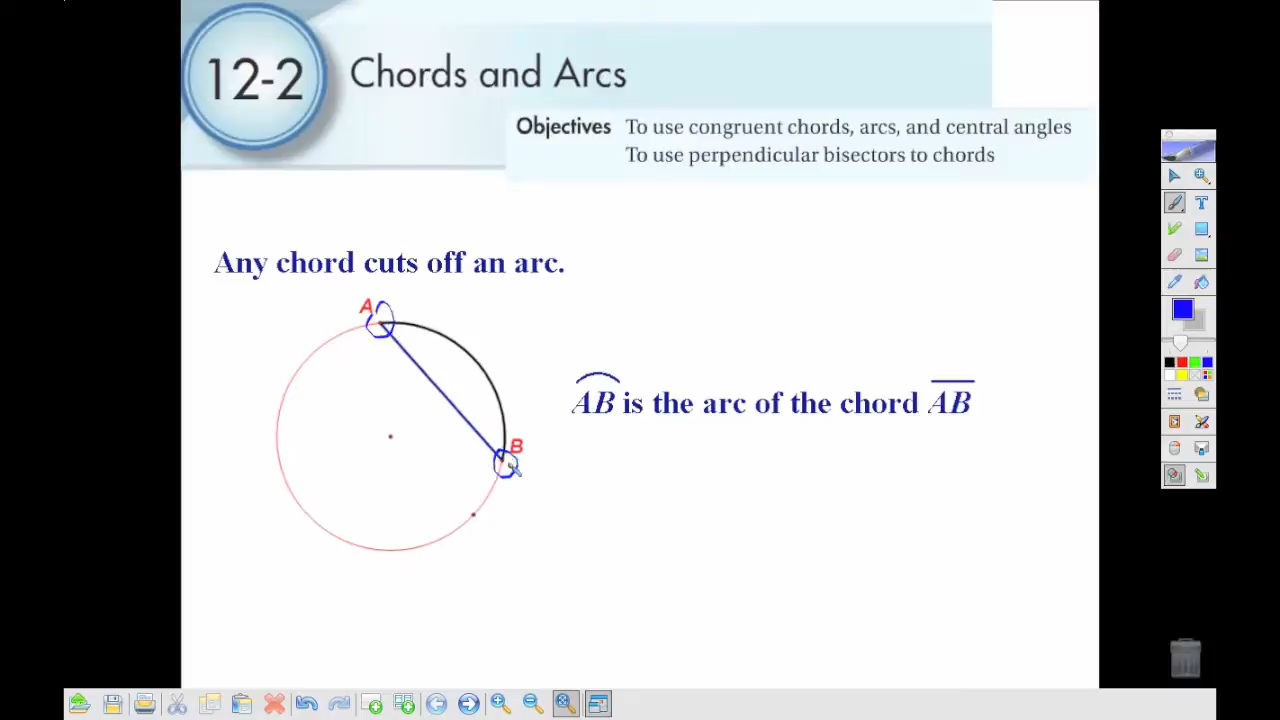 12-2 Chords and Arcs
Objectives To use congruent chords, arcs, and central angles
To use perpendicular bisectors to chords
Any chord cuts off an arc.
A
AB is the arc of the chord AB
B
T